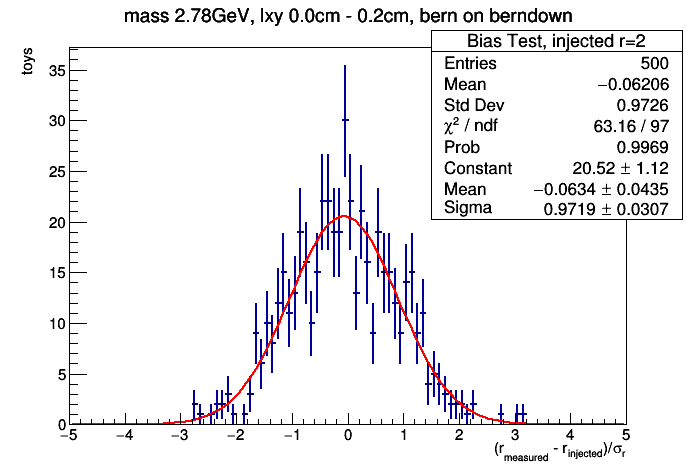 mass 2.78GeV, lxy 0.0cm - 0.2cm, bern on berndown
Bias Test, injected r=2
Entries 500
Mean −0.06206
Std Dev 0.9726
χ² / ndf 63.16 / 97
Prob 0.9969
Constant 20.52 ± 1.12
Mean −0.0634 ± 0.0435
Sigma 0.9719 ± 0.0307
toys
35
30
25
20
15
10
5
0
−5 −4 −3 −2 −1 0 1 2 3 4 5
(r_measured - r_injected)/σ_r